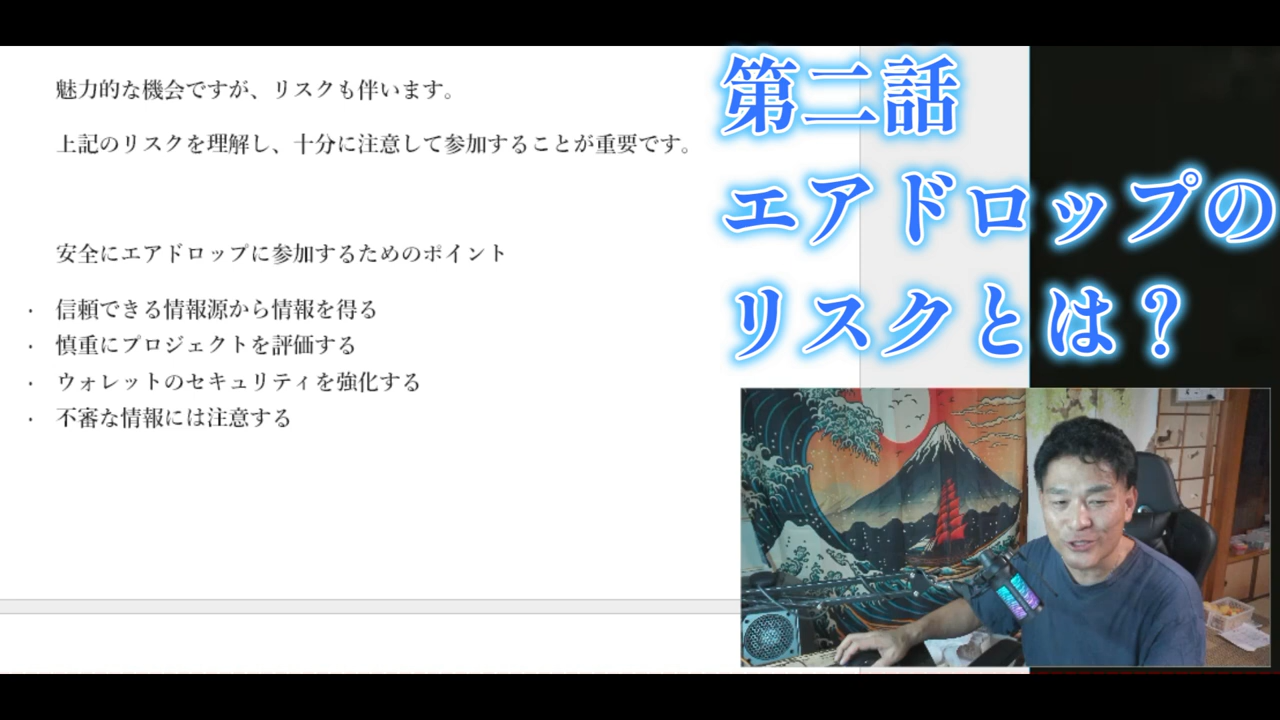 魅力的な機会ですが、リスクも伴います。
上記のリスクを理解し、十分に注意して参加することが重要です。
安全にエアドロップに参加するためのポイント
・ 信頼できる情報源から情報を得る
・ 慎重にプロジェクトを評価する
・ ウォレットのセキュリティを強化する
・ 不審な情報には注意する
第二話
エアドロップの
リスクとは？